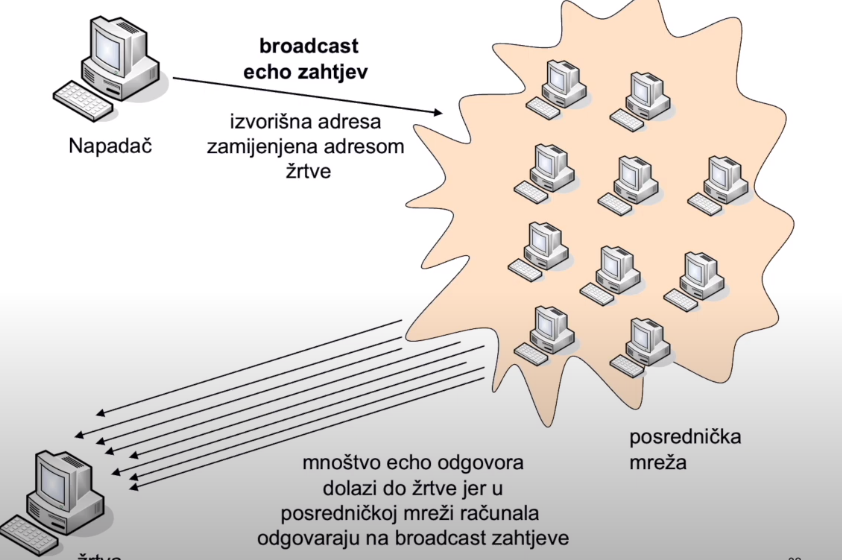 broadcast
echo zahtjev
Napadač
izvorišna adresa
zamijenjena adresom
žrtve
posrednička
mreža
mnoštvo echo odgovora
dolazi do žrtve jer u
posredničkoj mreži računala
odgovaraju na broadcast zahtjeve
žrtva